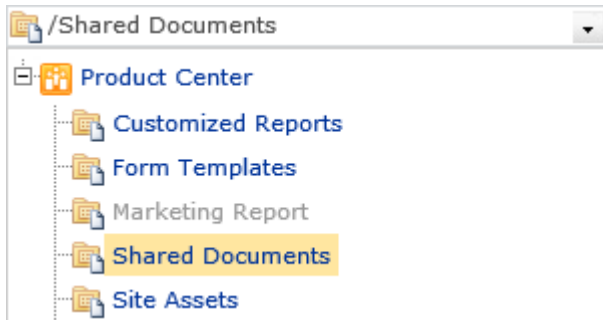 /Shared Documents
Product Center
Customized Reports
Form Templates
Marketing Report
Shared Documents
Site Assets